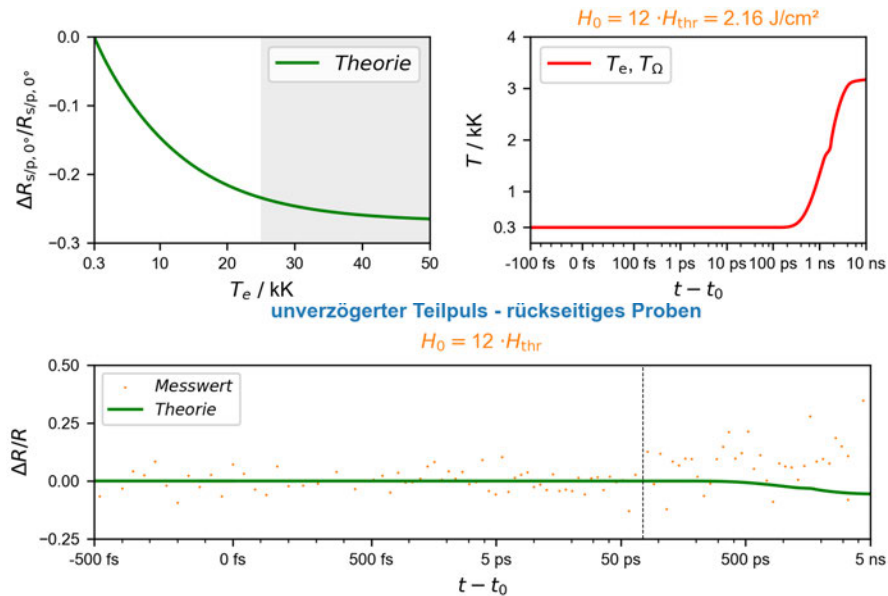 H₀ = 12 · H_thr = 2.16 J/cm²
0.0
−0.1
−0.2
−0.3
ΔR_s/p, 0°/R_s/p, 0°
Theorie
0.3
10
20
30
40
50
T_e / kK
4
3
2
1
0.3
T / kK
T_e, T_Ω
-100 fs
0 fs
100 fs
1 ps
10 ps
100 ps
1 ns
10 ns
t − t₀
unverzögerter Teilpuls - rückseitiges Proben
H₀ = 12 · H_thr
0.50
0.25
0.00
−0.25
ΔR/R
Messwert
Theorie
-500 fs
0 fs
500 fs
5 ps
50 ps
500 ps
5 ns
t − t₀